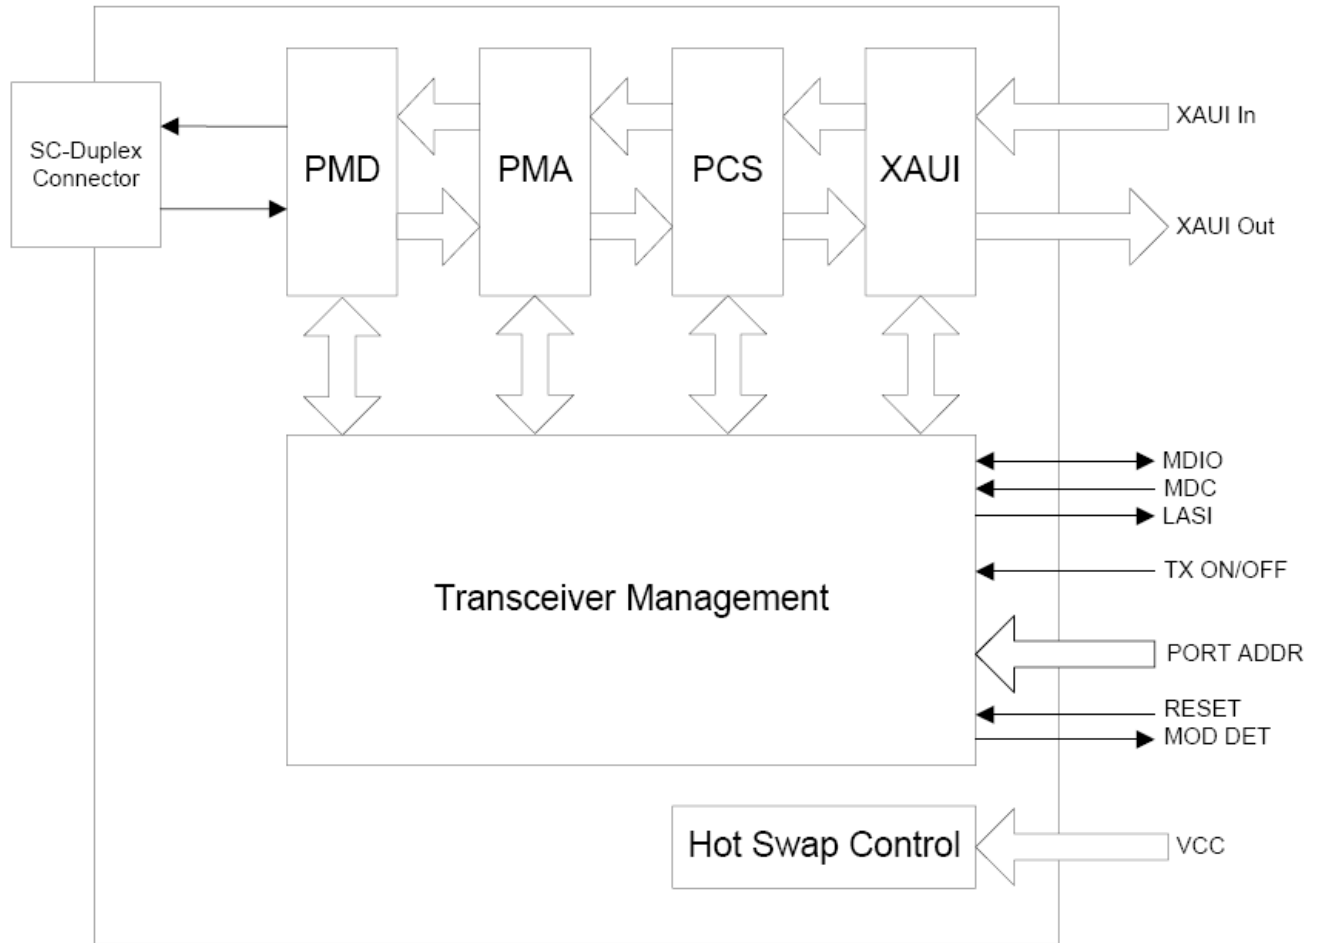 XAUI In
SC-Duplex
Connector
PMD
PMA
PCS
XAUI
XAUI Out
MDIO
MDC
LASI
TX ON/OFF
Transceiver Management
PORT ADDR
RESET
MOD DET
Hot Swap Control
VCC